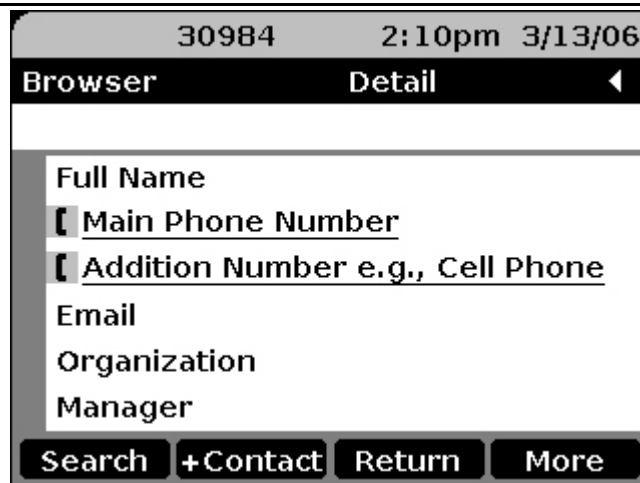 30984 2:10pm 3/13/06
Browser Detail
Full Name
Main Phone Number
Addition Number e.g., Cell Phone
Email
Organization
Manager
Search +Contact Return More